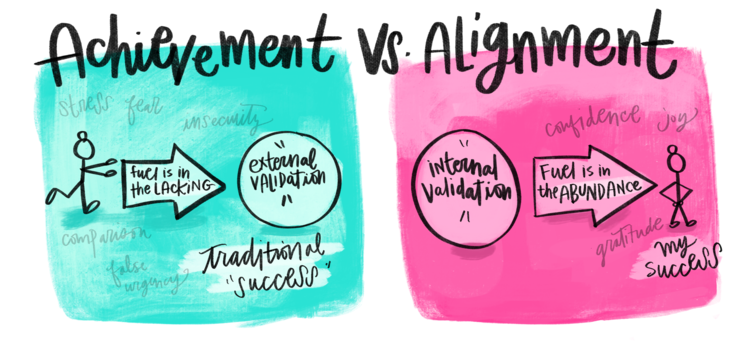 Achievement vs. Alignment
stress fear
insecurity
fuel is in
the LACKING
external
VALIDATION
comparison
false
urgency
traditional
"success"
confidence joy
internal
validation
Fuel is in
the ABUNDANCE
gratitude
my
success